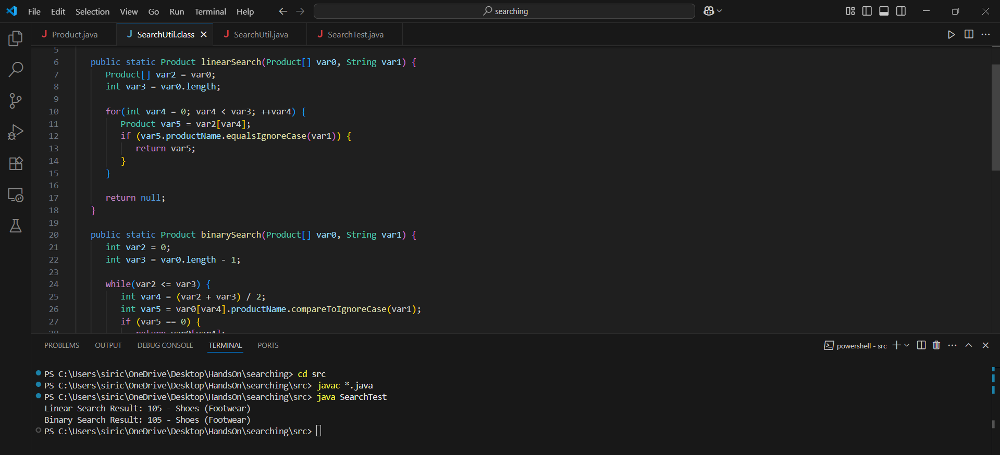 File Edit Selection View Go Run Terminal Help searching
Product.java SearchUtil.class SearchUtil.java SearchTest.java
5
6 public static Product linearSearch(Product[] var0, String var1) {
7 Product[] var2 = var0;
8 int var3 = var0.length;
9
10 for(int var4 = 0; var4 < var3; ++var4) {
11 Product var5 = var2[var4];
12 if (var5.productName.equalsIgnoreCase(var1)) {
13 return var5;
14 }
15 }
16
17 return null;
18 }
19
20 public static Product binarySearch(Product[] var0, String var1) {
21 int var2 = 0;
22 int var3 = var0.length - 1;
23
24 while(var2 <= var3) {
25 int var4 = (var2 + var3) / 2;
26 int var5 = var0[var4].productName.compareToIgnoreCase(var1);
27 if (var5 == 0) {
28 return var0[var4];
PROBLEMS OUTPUT DEBUG CONSOLE TERMINAL PORTS powershell - src
PS C:\Users\siric\OneDrive\Desktop\HandsOn\searching> cd src
PS C:\Users\siric\OneDrive\Desktop\HandsOn\searching\src> javac *.java
PS C:\Users\siric\OneDrive\Desktop\HandsOn\searching\src> java SearchTest
Linear Search Result: 105 - Shoes (Footwear)
Binary Search Result: 105 - Shoes (Footwear)
PS C:\Users\siric\OneDrive\Desktop\HandsOn\searching\src>